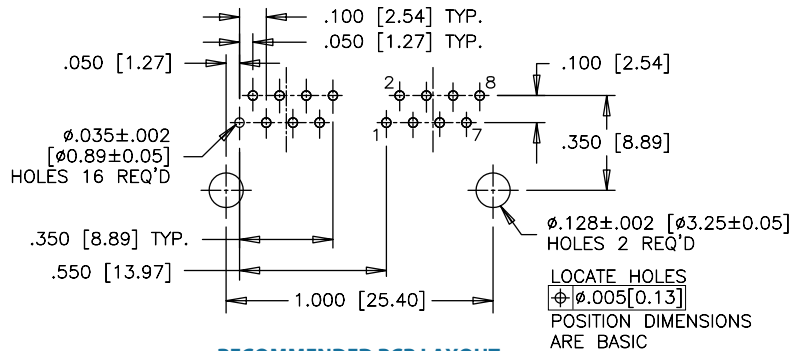 .100 [2.54] TYP.
.050 [1.27] TYP.
.050 [1.27]
.100 [2.54]
2
8
1
7
ø.035±.002
[ø0.89±0.05]
HOLES 16 REQ'D
.350 [8.89]
ø.128±.002 [ø3.25±0.05]
HOLES 2 REQ'D
.350 [8.89] TYP.
.550 [13.97]
1.000 [25.40]
LOCATE HOLES
⌖ ø.005[0.13]
POSITION DIMENSIONS
ARE BASIC
RECOMMENDED PCB LAYOUT